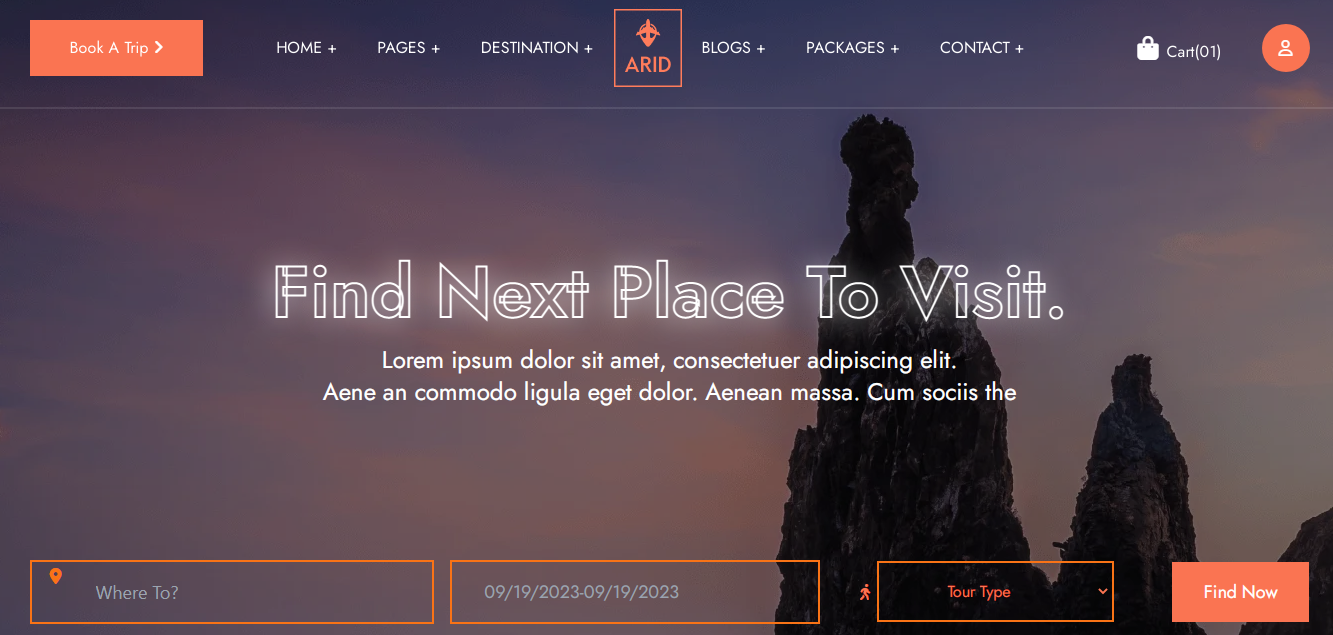 Book A Trip
HOME +
PAGES +
DESTINATION +
ARID
BLOGS +
PACKAGES +
CONTACT +
Cart(01)
Find Next Place To Visit.
Lorem ipsum dolor sit amet, consectetuer adipiscing elit.
Aene an commodo ligula eget dolor. Aenean massa. Cum sociis the
Where To?
09/19/2023-09/19/2023
Tour Type
Find Now